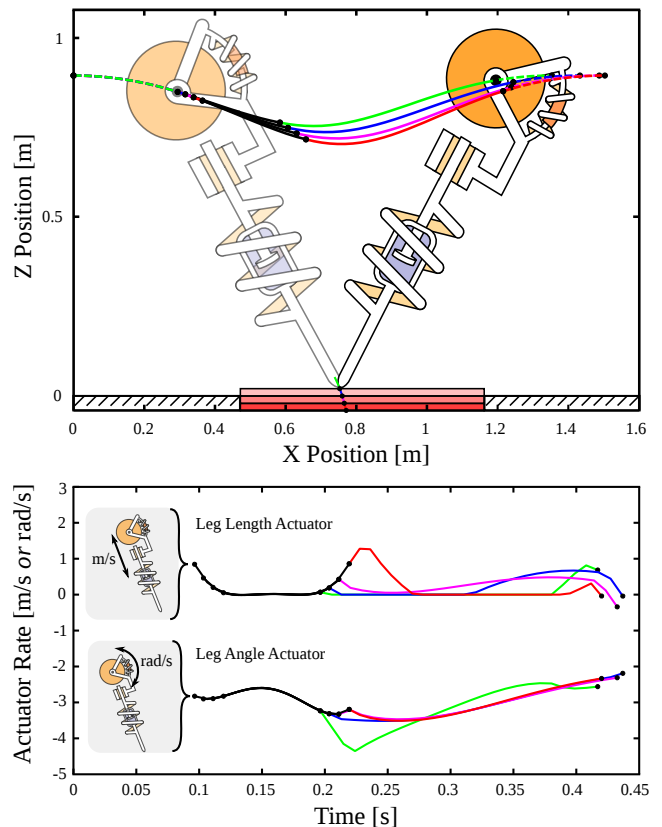 1
0.5
0
Z Position [m]
0 0.2 0.4 0.6 0.8 1 1.2 1.4 1.6
X Position [m]
3
2
1
0
-1
-2
-3
-4
-5
Actuator Rate [m/s or rad/s]
m/s
Leg Length Actuator
rad/s
Leg Angle Actuator
0 0.05 0.1 0.15 0.2 0.25 0.3 0.35 0.4 0.45
Time [s]